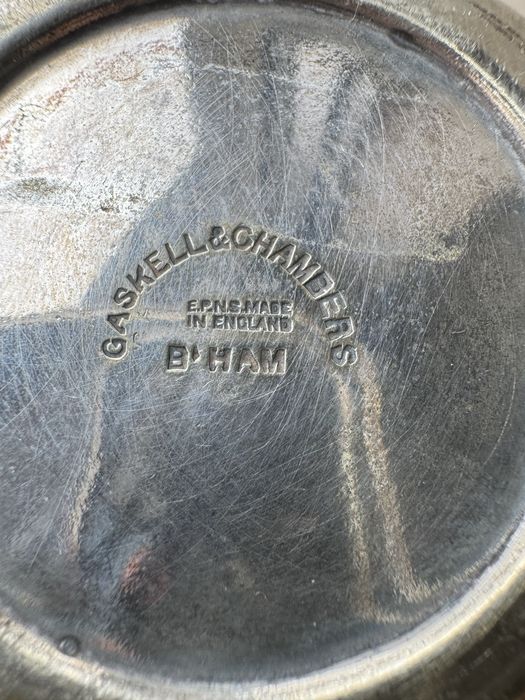 GASKELL & CHAMBERS
E.P.N.S. MADE
IN ENGLAND
B'HAM